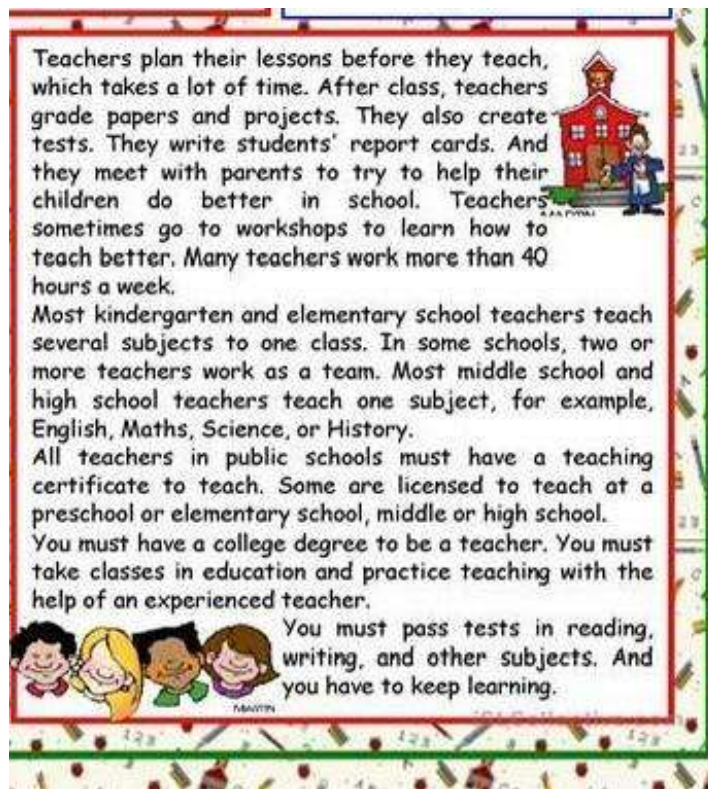 Teachers plan their lessons before they teach,
which takes a lot of time. After class, teachers
grade papers and projects. They also create
tests. They write students' report cards. And
they meet with parents to try to help their
children do better in school. Teachers
sometimes go to workshops to learn how to
teach better. Many teachers work more than 40
hours a week.
Most kindergarten and elementary school teachers teach
several subjects to one class. In some schools, two or
more teachers work as a team. Most middle school and
high school teachers teach one subject, for example,
English, Maths, Science, or History.
All teachers in public schools must have a teaching
certificate to teach. Some are licensed to teach at a
preschool or elementary school, middle or high school.
You must have a college degree to be a teacher. You must
take classes in education and practice teaching with the
help of an experienced teacher.
You must pass tests in reading,
writing, and other subjects. And
you have to keep learning.
MARTIN